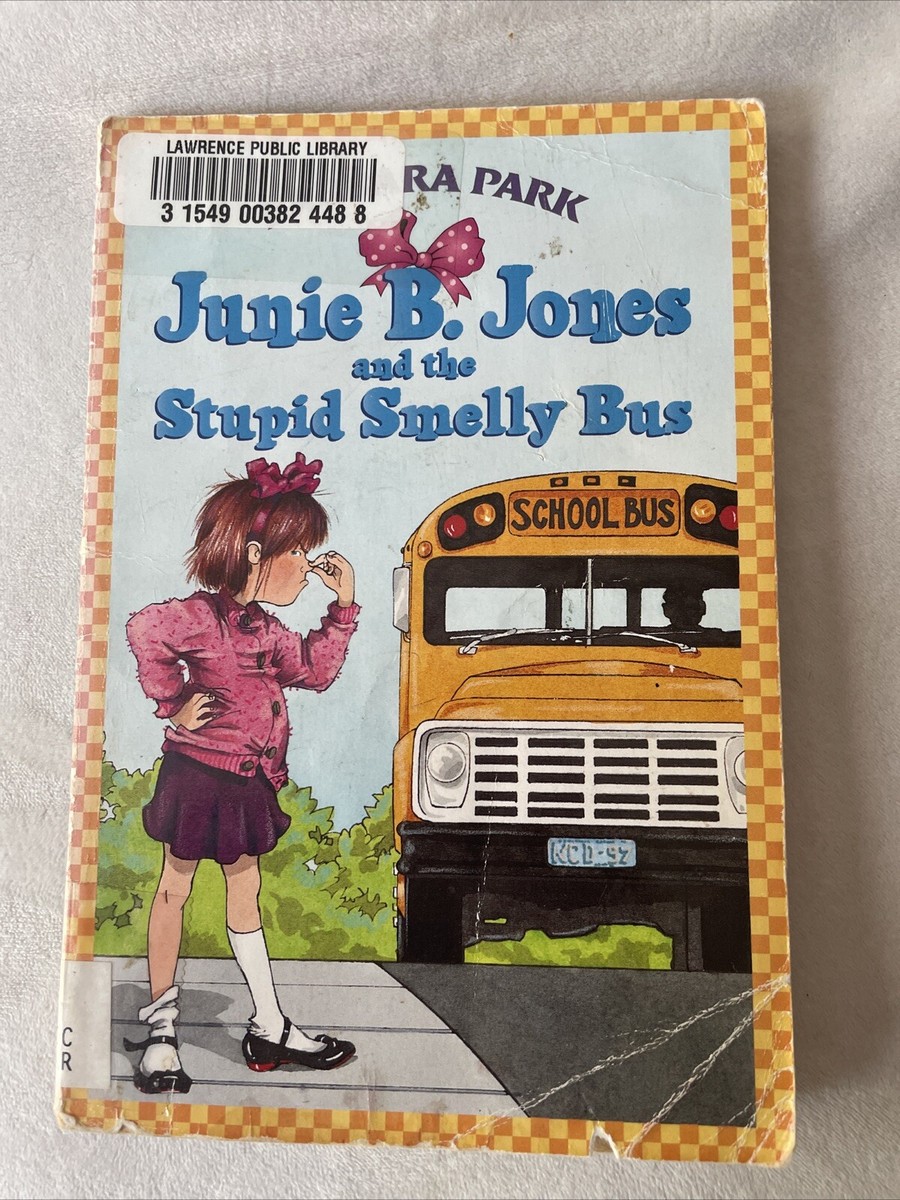 LAWRENCE PUBLIC LIBRARY
3 1549 00382 448 8
RA PARK
Junie B. Jones
and the
Stupid Smelly Bus
SCHOOL BUS
C
R